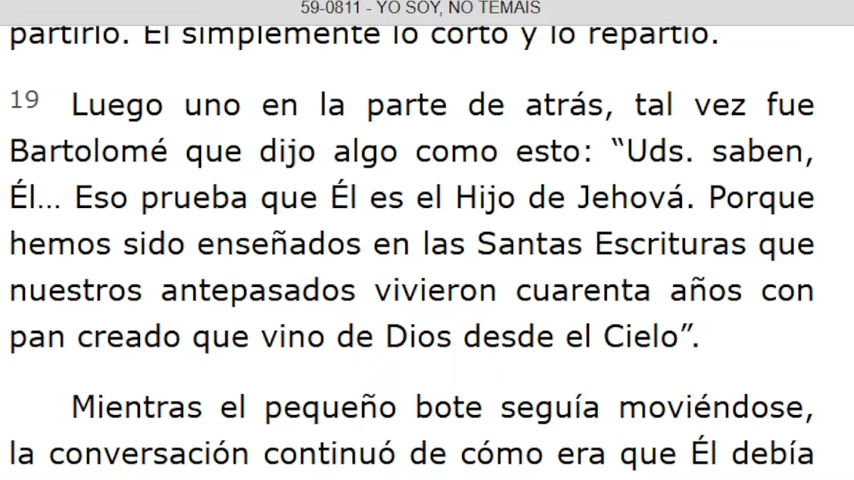 59-0811 - YO SOY, NO TEMAIS
partirlo. Él simplemente lo cortó y lo repartió.
19 Luego uno en la parte de atrás, tal vez fue
Bartolomé que dijo algo como esto: “Uds. saben,
Él... Eso prueba que Él es el Hijo de Jehová. Porque
hemos sido enseñados en las Santas Escrituras que
nuestros antepasados vivieron cuarenta años con
pan creado que vino de Dios desde el Cielo”.
Mientras el pequeño bote seguía moviéndose,
la conversación continuó de cómo era que Él debía